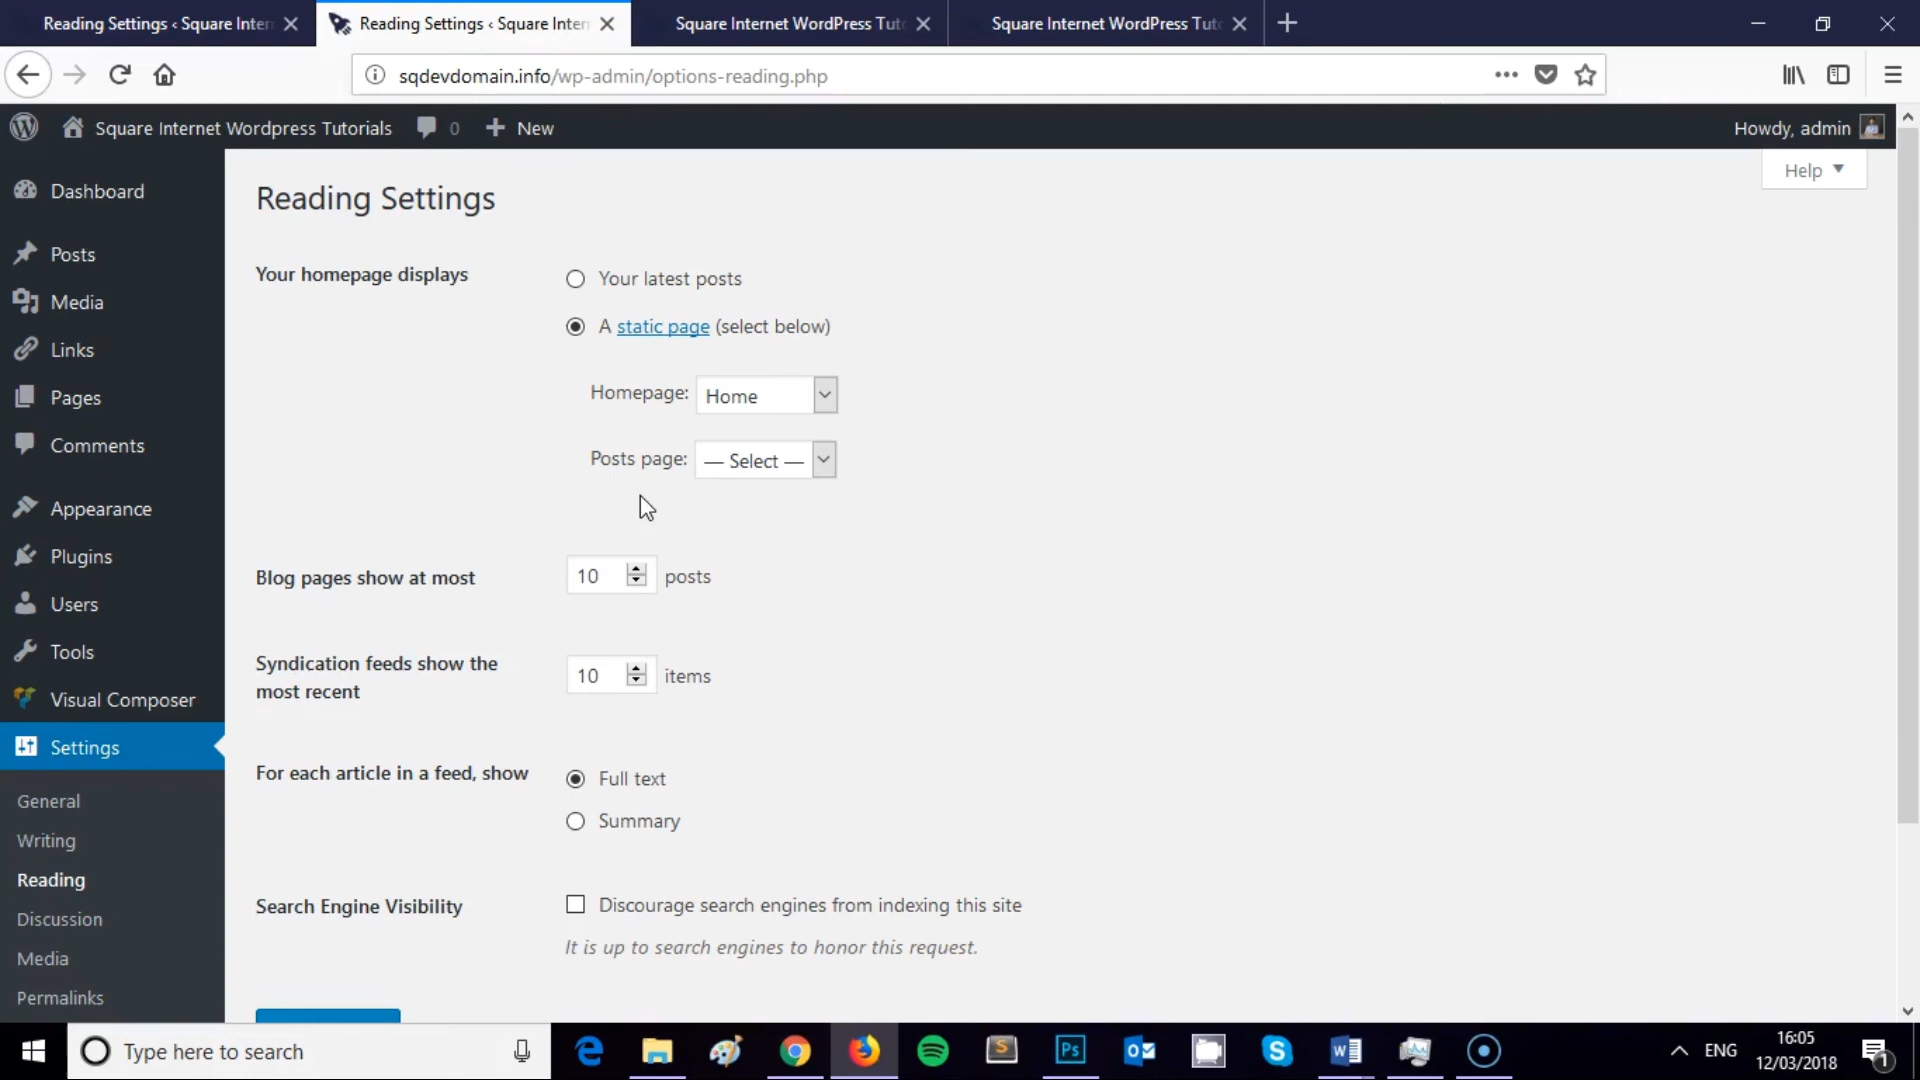 Reading Settings ‹ Square Inter
Reading Settings ‹ Square Inter
Square Internet WordPress Tut
Square Internet WordPress Tut
sqdevdomain.info/wp-admin/options-reading.php
Square Internet Wordpress Tutorials
0
New
Howdy, admin
Help
Dashboard
Posts
Media
Links
Pages
Comments
Appearance
Plugins
Users
Tools
Visual Composer
Settings
General
Writing
Reading
Discussion
Media
Permalinks
Reading Settings
Your homepage displays
Your latest posts
A static page (select below)
Homepage: Home
Posts page: — Select —
Blog pages show at most
10 posts
Syndication feeds show the
most recent
10 items
For each article in a feed, show
Full text
Summary
Search Engine Visibility
Discourage search engines from indexing this site
It is up to search engines to honor this request.
Type here to search
Ps
ENG
16:05
12/03/2018
1